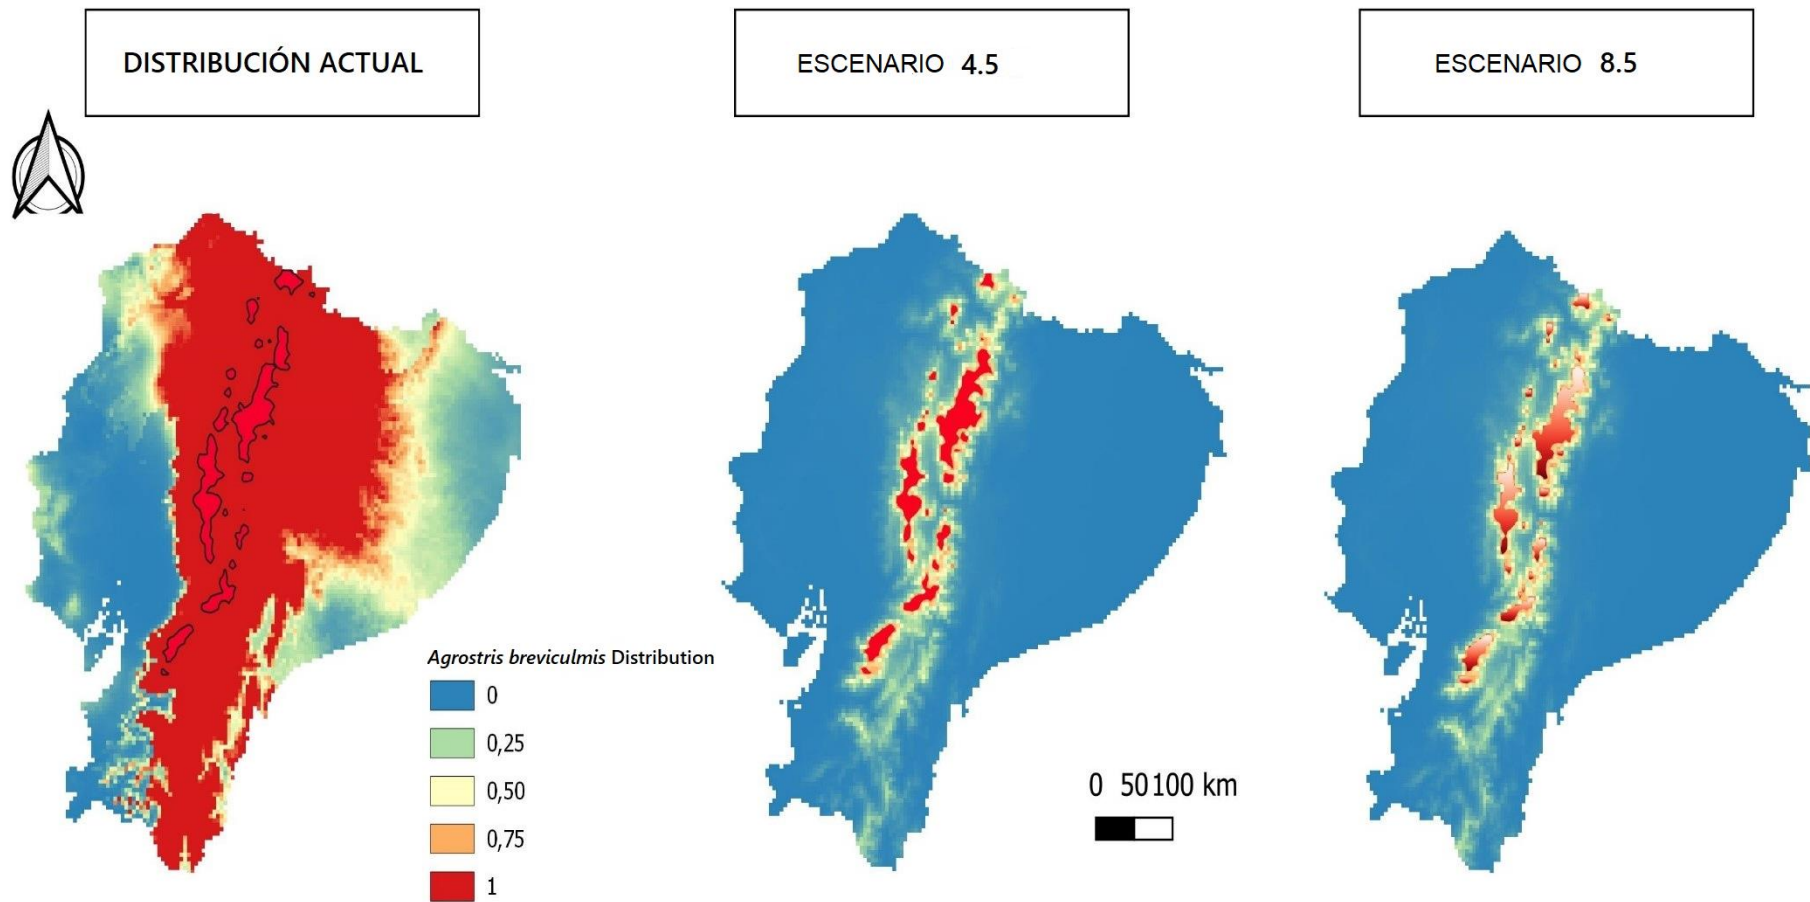 DISTRIBUCIÓN ACTUAL
ESCENARIO 4.5
ESCENARIO 8.5
Agrostris breviculmis Distribution
0
0,25
0,50
0,75
1
0 50100 km